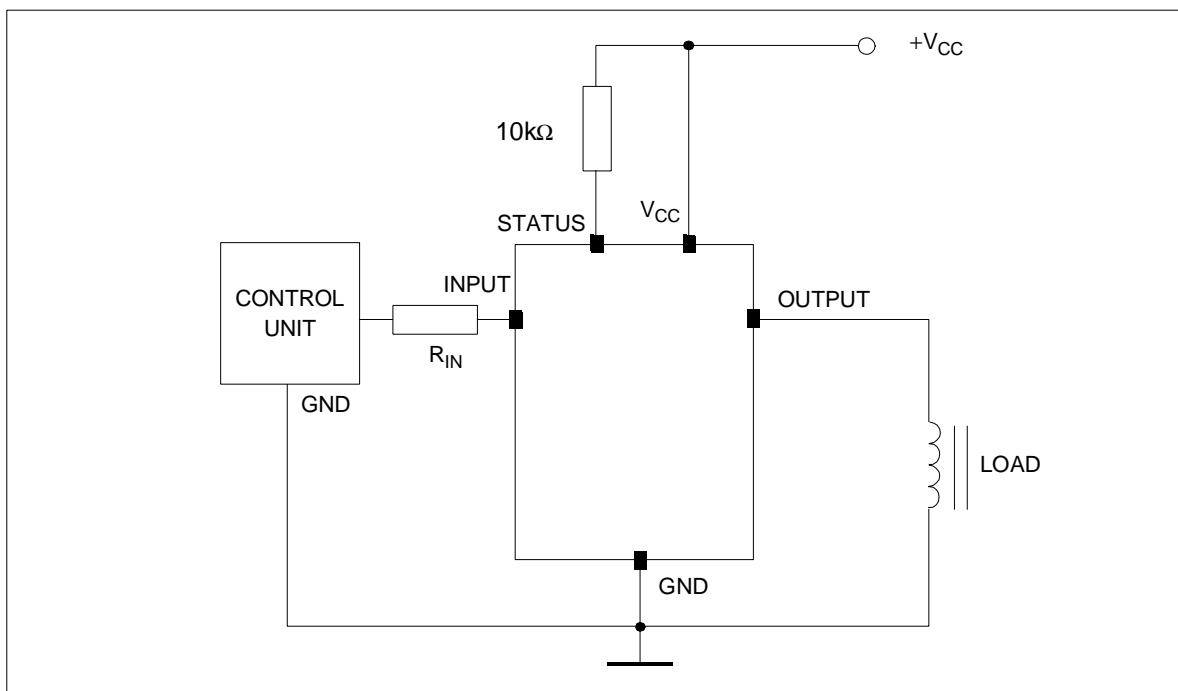 +VCC
10kΩ
VCC
STATUS
INPUT
OUTPUT
CONTROL
UNIT
RIN
GND
LOAD
GND